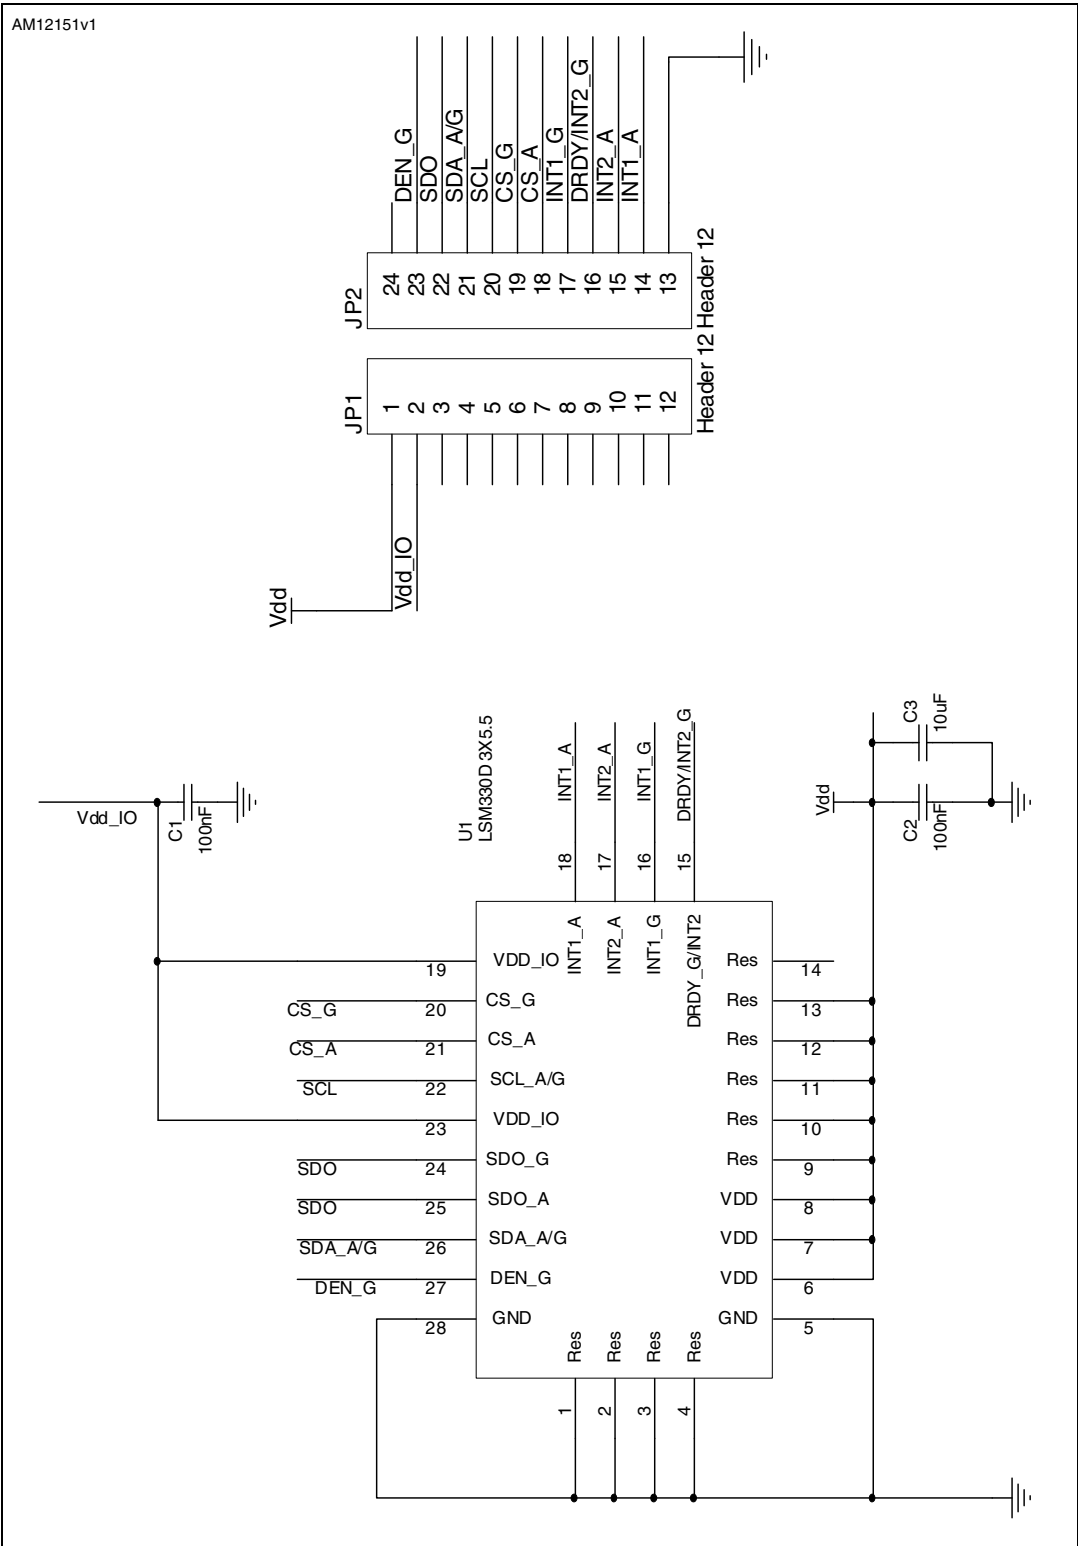 AM12151v1
DEN_G
SDO
SDA_A/G
SCL
CS_G
CS_A
INT1_G
DRDY/INT2_G
INT2_A
INT1_A
JP2
24
23
22
21
20
19
18
17
16
15
14
13
Header 12
JP1
1
2
3
4
5
6
7
8
9
10
11
12
Header 12
Vdd
Vdd_IO
Vdd_IO
C1
100nF
U1
LSM330D 3X5.5
INT1_A
INT2_A
INT1_G
DRDY/INT2_G
18
17
16
15
INT1_A
INT2_A
INT1_G
DRDY_G/INT2
Vdd
C3
10uF
C2
100nF
19 VDD_IO
CS_G 20 CS_G
CS_A 21 CS_A
SCL 22 SCL_A/G
23 VDD_IO
SDO 24 SDO_G
SDO 25 SDO_A
SDA_A/G 26 SDA_A/G
DEN_G 27 DEN_G
28 GND
Res 14
Res 13
Res 12
Res 11
Res 10
Res 9
VDD 8
VDD 7
VDD 6
GND 5
Res
Res
Res
Res
1
2
3
4